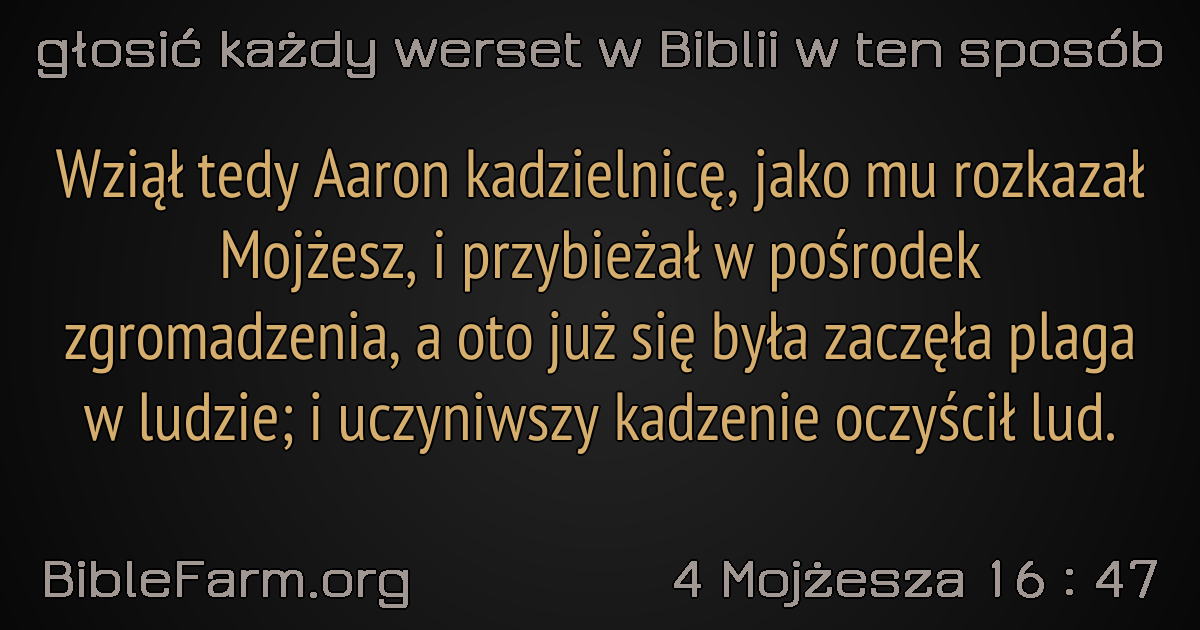 głosić każdy werset w Biblii w ten sposób
Wziął tedy Aaron kadzielnicę, jako mu rozkazał
Mojżesz, i przybieżał w pośrodek
zgromadzenia, a oto już się była zaczęła plaga
w ludzie; i uczyniwszy kadzenie oczyścił lud.
BibleFarm.org
4 Mojżesza 16 : 47